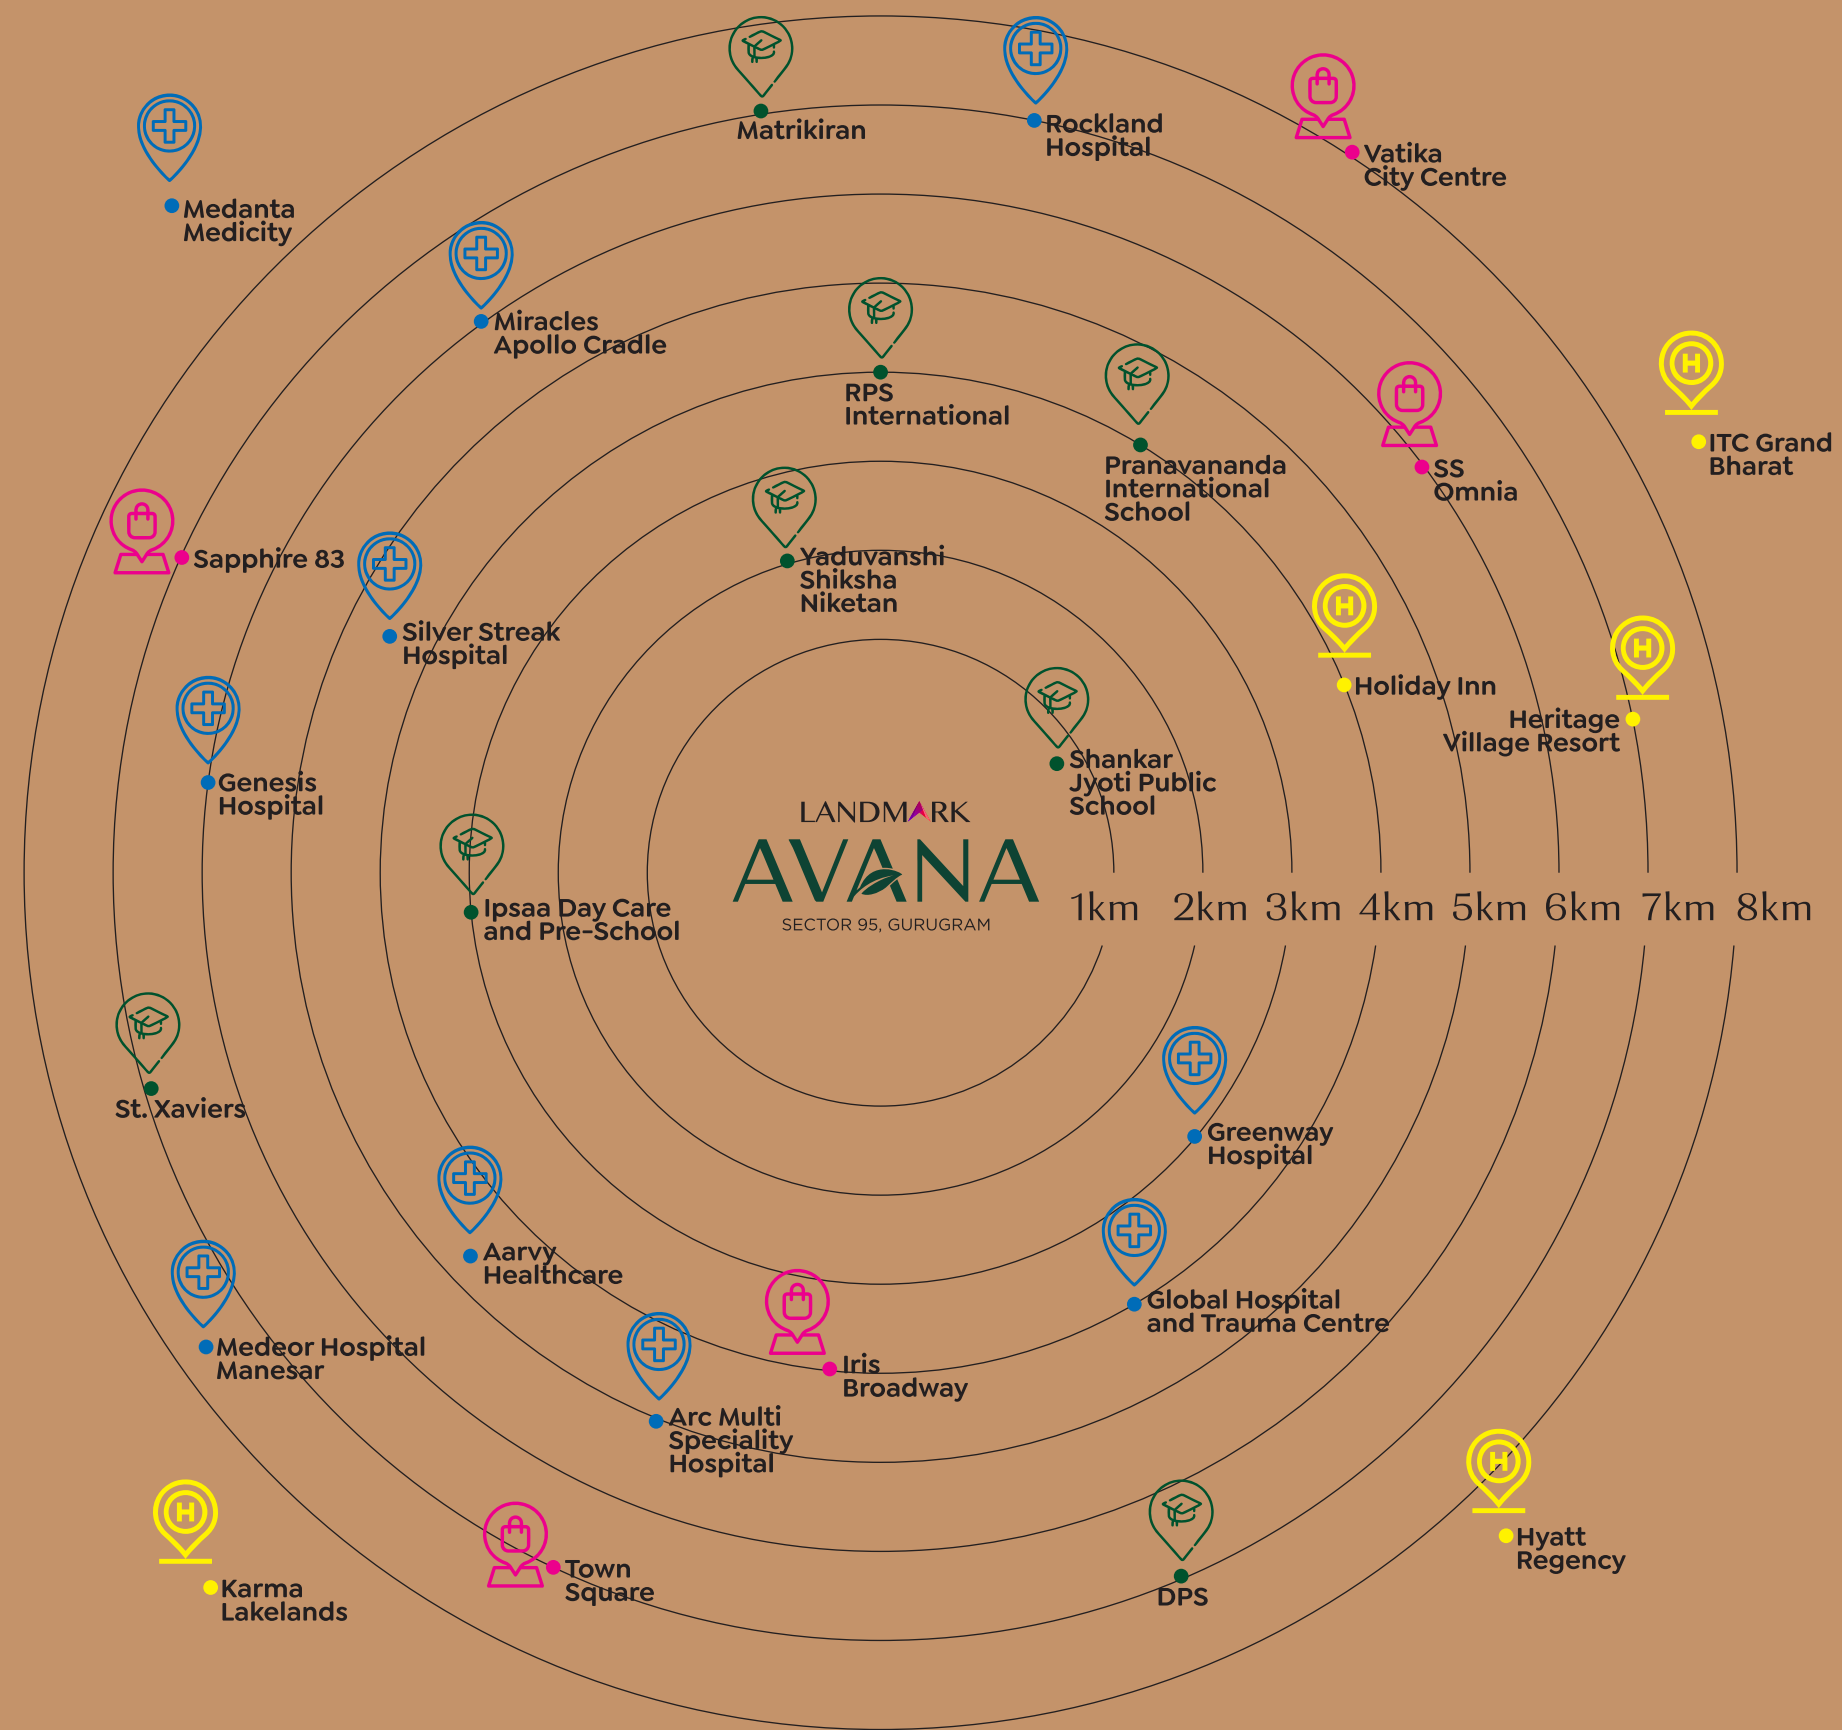 Matrikiran
Rockland
Hospital
Vatika
City Centre
Medanta
Medicity
Miracles
Apollo Cradle
RPS
International
Pranavananda
International
School
SS
Omnia
ITC Grand
Bharat
Sapphire 83
Yaduvanshi
Shiksha
Niketan
Silver Streak
Hospital
Holiday Inn
Heritage
Village Resort
Genesis
Hospital
Shankar
Jyoti Public
School
LANDMARK
AVANA
SECTOR 95, GURUGRAM
1km 2km 3km 4km 5km 6km 7km 8km
Ipsaa Day Care
and Pre-School
St. Xaviers
Greenway
Hospital
Aarvy
Healthcare
Global Hospital
and Trauma Centre
Medeor Hospital
Manesar
Iris
Broadway
Arc Multi
Speciality
Hospital
Hyatt
Regency
Karma
Lakelands
Town
Square
DPS
H
H
H
H
H